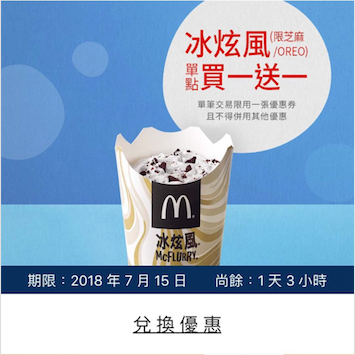 冰炫風(限芝麻
/OREO)
單點買一送一
單筆交易限用一張優惠券
且不得併用其他優惠
冰炫風
McFLURRY
期限：2018 年 7 月 15 日 尚餘：1 天 3 小時
兌換優惠